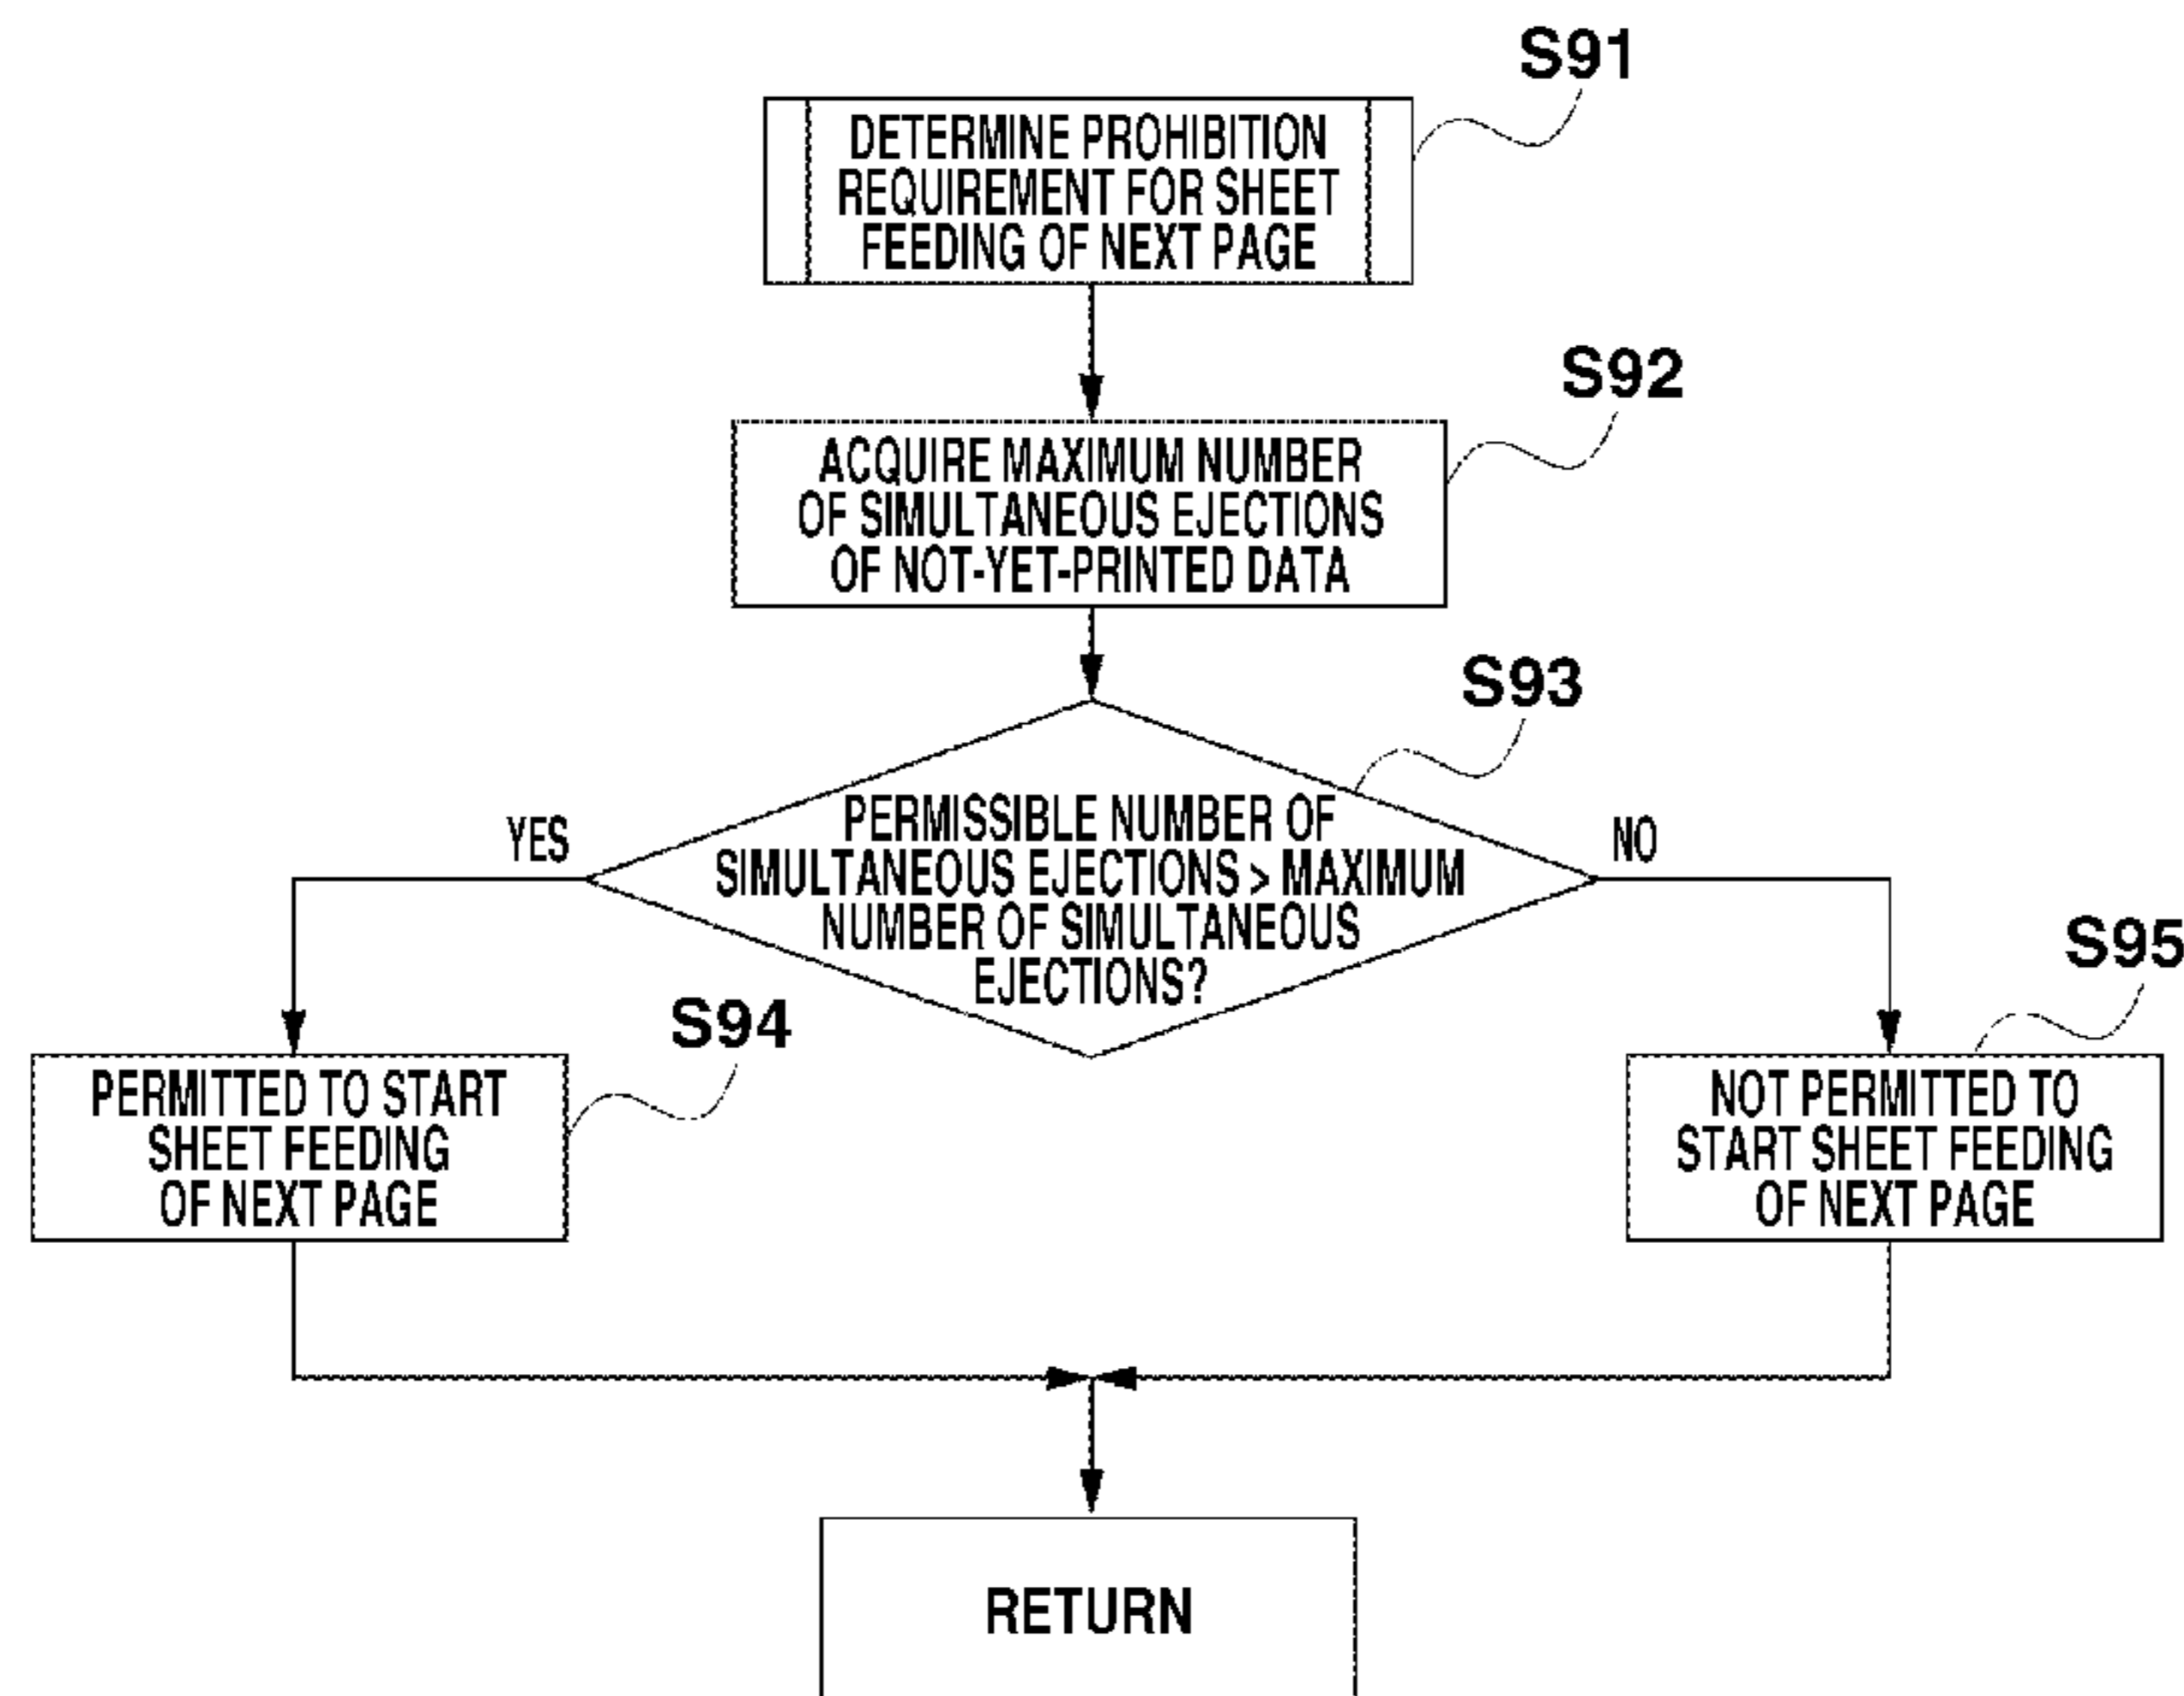 S91
DETERMINE PROHIBITION
REQUIREMENT FOR SHEET
FEEDING OF NEXT PAGE
S92
ACQUIRE MAXIMUM NUMBER
OF SIMULTANEOUS EJECTIONS
OF NOT-YET-PRINTED DATA
S93
PERMISSIBLE NUMBER OF
SIMULTANEOUS EJECTIONS > MAXIMUM
NUMBER OF SIMULTANEOUS
EJECTIONS?
YES
NO
S94
PERMITTED TO START
SHEET FEEDING
OF NEXT PAGE
S95
NOT PERMITTED TO
START SHEET FEEDING
OF NEXT PAGE
RETURN